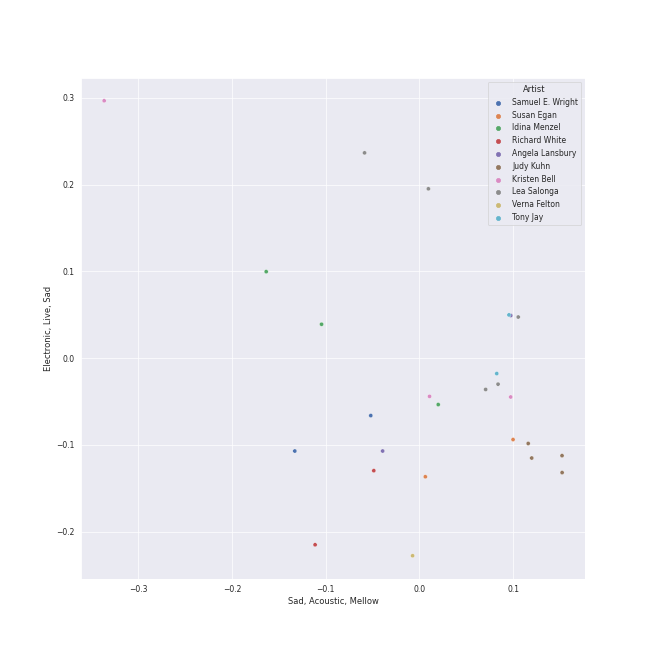 Artist
Samuel E. Wright
Susan Egan
Idina Menzel
Richard White
Angela Lansbury
Judy Kuhn
Kristen Bell
Lea Salonga
Verna Felton
Tony Jay
0.3
0.2
0.1
0.0
−0.1
−0.2
Electronic, Live, Sad
−0.3 −0.2 −0.1 0.0 0.1
Sad, Acoustic, Mellow